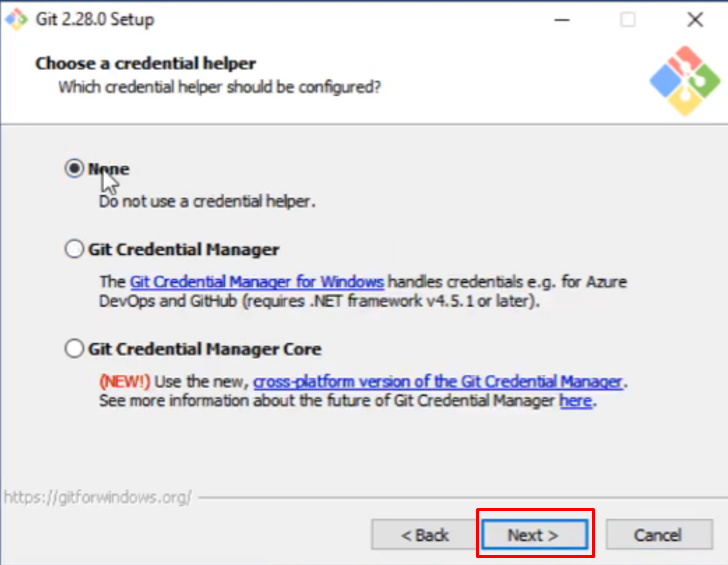 Git 2.28.0 Setup
Choose a credential helper
Which credential helper should be configured?
None
Do not use a credential helper.
Git Credential Manager
The Git Credential Manager for Windows handles credentials e.g. for Azure
DevOps and GitHub (requires .NET framework v4.5.1 or later).
Git Credential Manager Core
(NEW!) Use the new, cross-platform version of the Git Credential Manager.
See more information about the future of Git Credential Manager here.
https://gitforwindows.org/
< Back Next > Cancel